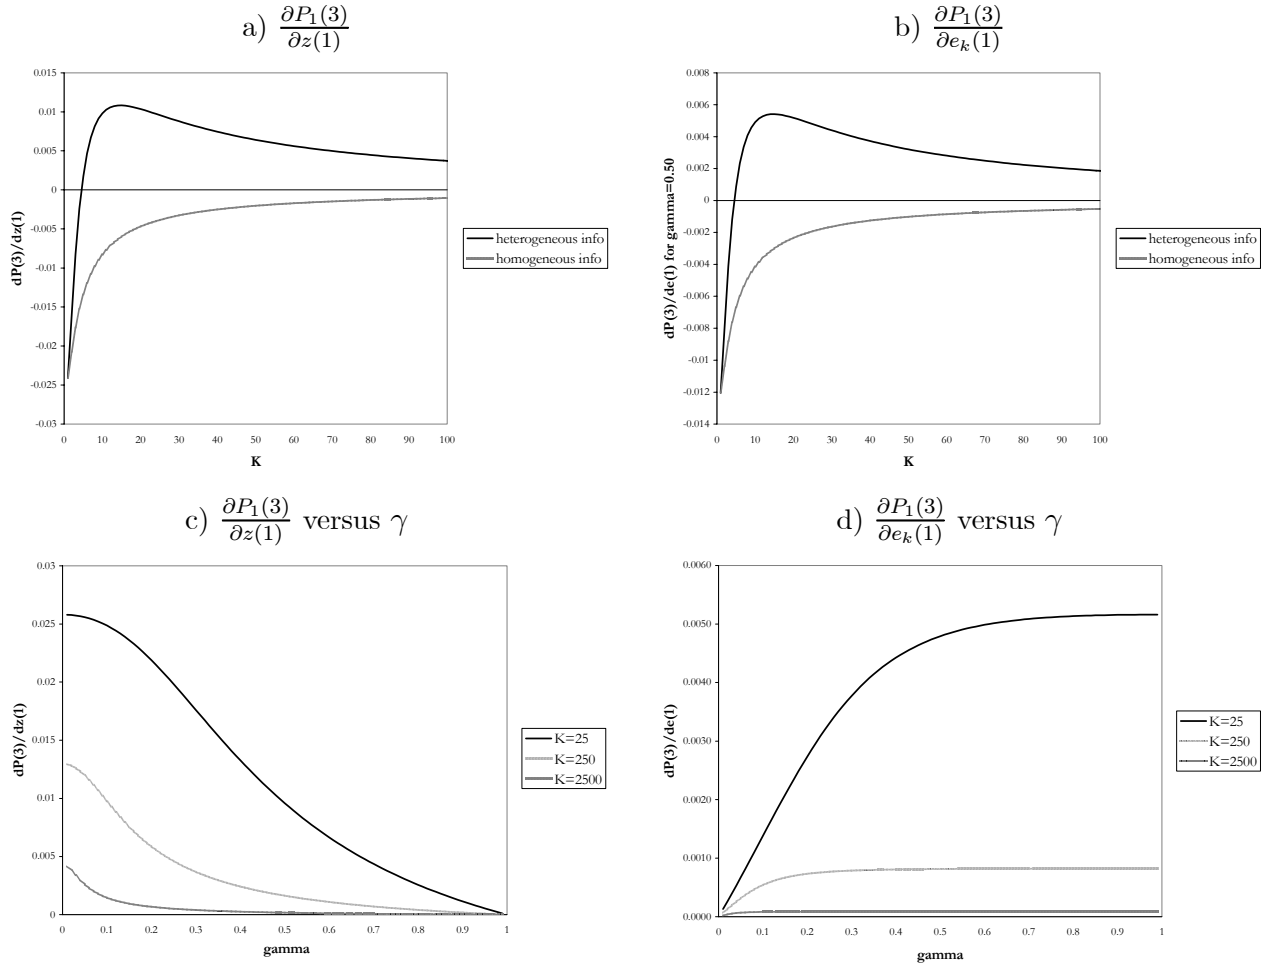 a) ∂P₁(3)/∂z(1)
0.015
0.01
0.005
0
-0.005
-0.01
-0.015
-0.02
-0.025
-0.03
dP(3)/dz(1)
0 10 20 30 40 50 60 70 80 90 100
K
heterogeneous info
homogeneous info
b) ∂P₁(3)/∂eₖ(1)
0.008
0.006
0.004
0.002
0
-0.002
-0.004
-0.006
-0.008
-0.01
-0.012
-0.014
dP(3)/de(1) for gamma=0.50
0 10 20 30 40 50 60 70 80 90 100
K
heterogeneous info
homogeneous info
c) ∂P₁(3)/∂z(1) versus γ
0.03
0.025
0.02
0.015
0.01
0.005
0
dP(3)/dz(1)
0 0.1 0.2 0.3 0.4 0.5 0.6 0.7 0.8 0.9 1
gamma
K=25
K=250
K=2500
d) ∂P₁(3)/∂eₖ(1) versus γ
0.0060
0.0050
0.0040
0.0030
0.0020
0.0010
0.0000
dP(3)/de(1)
0 0.1 0.2 0.3 0.4 0.5 0.6 0.7 0.8 0.9 1
gamma
K=25
K=250
K=2500